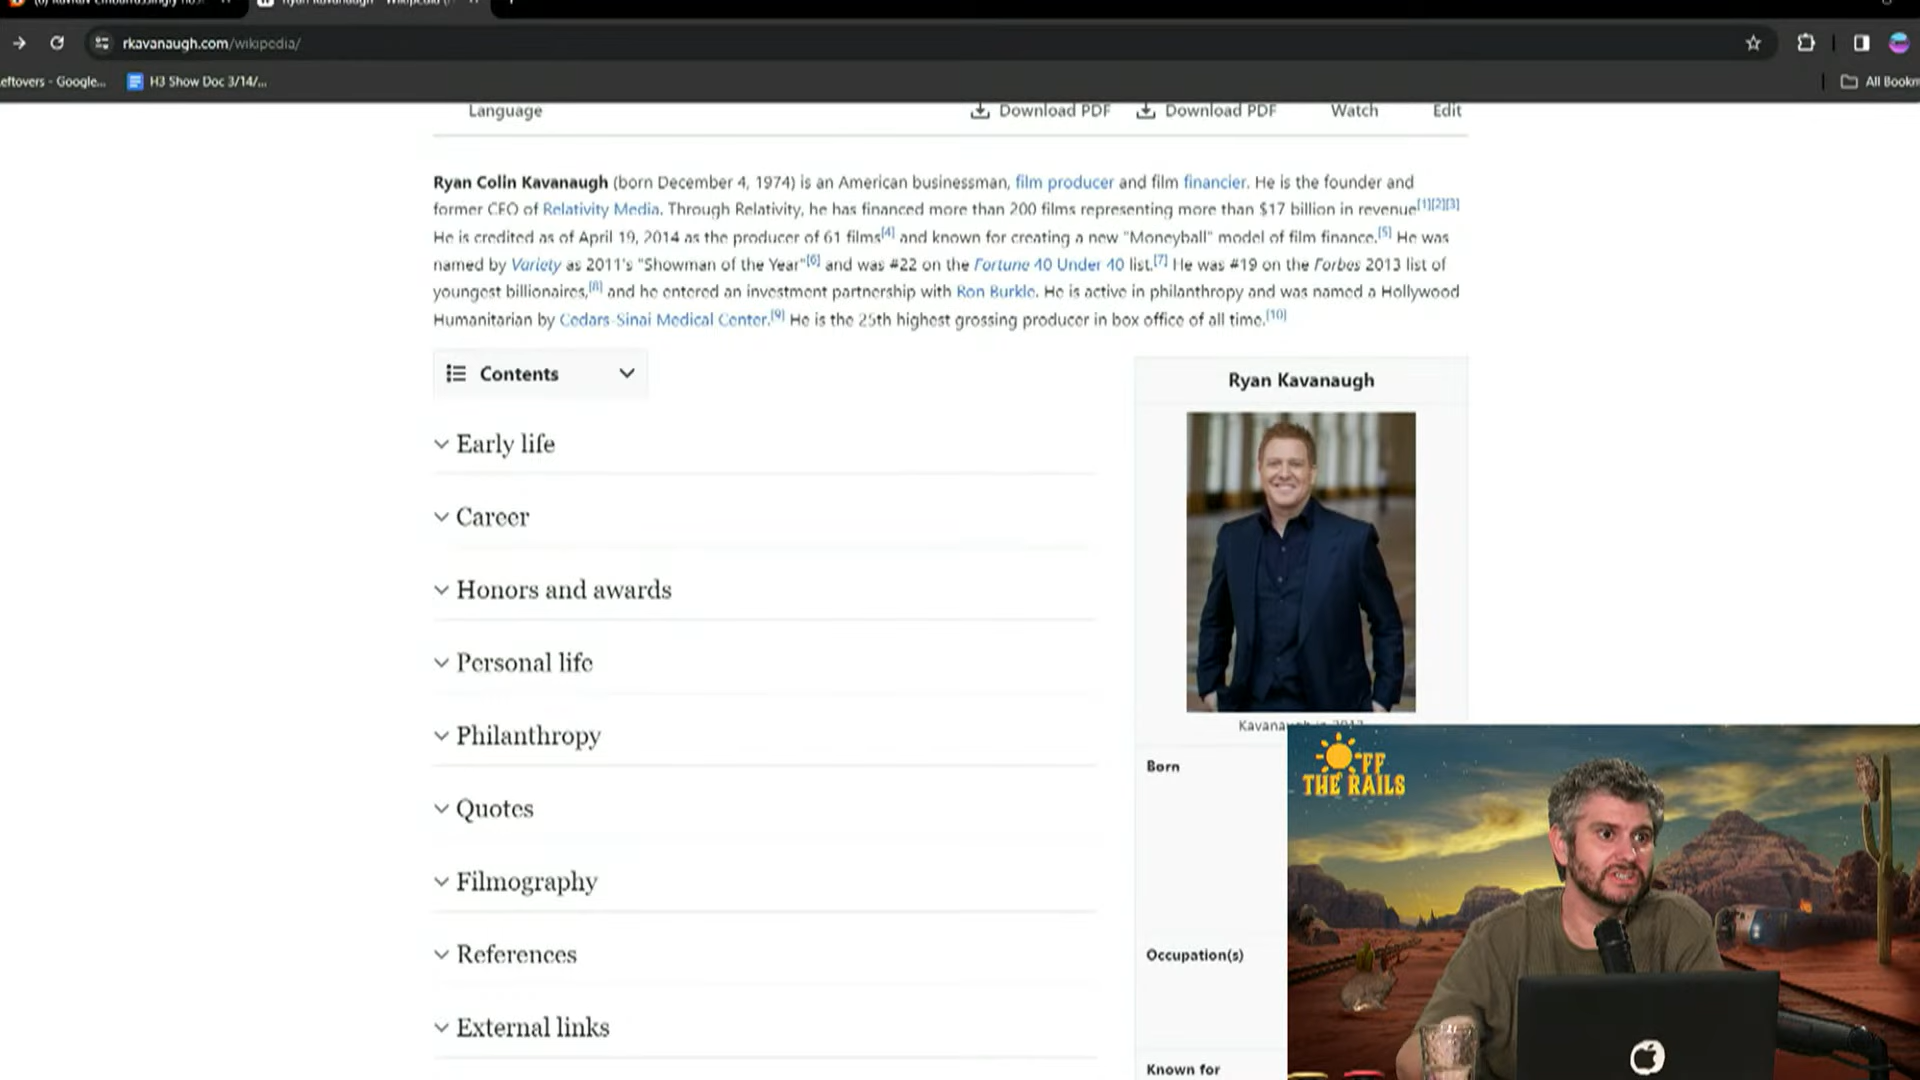 rkavanaugh.com/wikipedia/
eftovers - Google...
H3 Show Doc 3/14/...
All Bookm
Language
Download PDF
Download PDF
Watch
Edit
Ryan Colin Kavanaugh (born December 4, 1974) is an American businessman, film producer and film financier. He is the founder and
former CEO of Relativity Media. Through Relativity, he has financed more than 200 films representing more than $17 billion in revenue[1][2][3]
He is credited as of April 19, 2014 as the producer of 61 films[4] and known for creating a new "Moneyball" model of film finance.[5] He was
named by Variety as 2011's "Showman of the Year"[6] and was #22 on the Fortune 40 Under 40 list.[7] He was #19 on the Forbes 2013 list of
youngest billionaires,[8] and he entered an investment partnership with Ron Burkle. He is active in philanthropy and was named a Hollywood
Humanitarian by Cedars-Sinai Medical Center.[9] He is the 25th highest grossing producer in box office of all time.[10]
Contents
Early life
Career
Honors and awards
Personal life
Philanthropy
Quotes
Filmography
References
External links
Ryan Kavanaugh
Born
Occupation(s)
Known for
OFF
THE RAILS